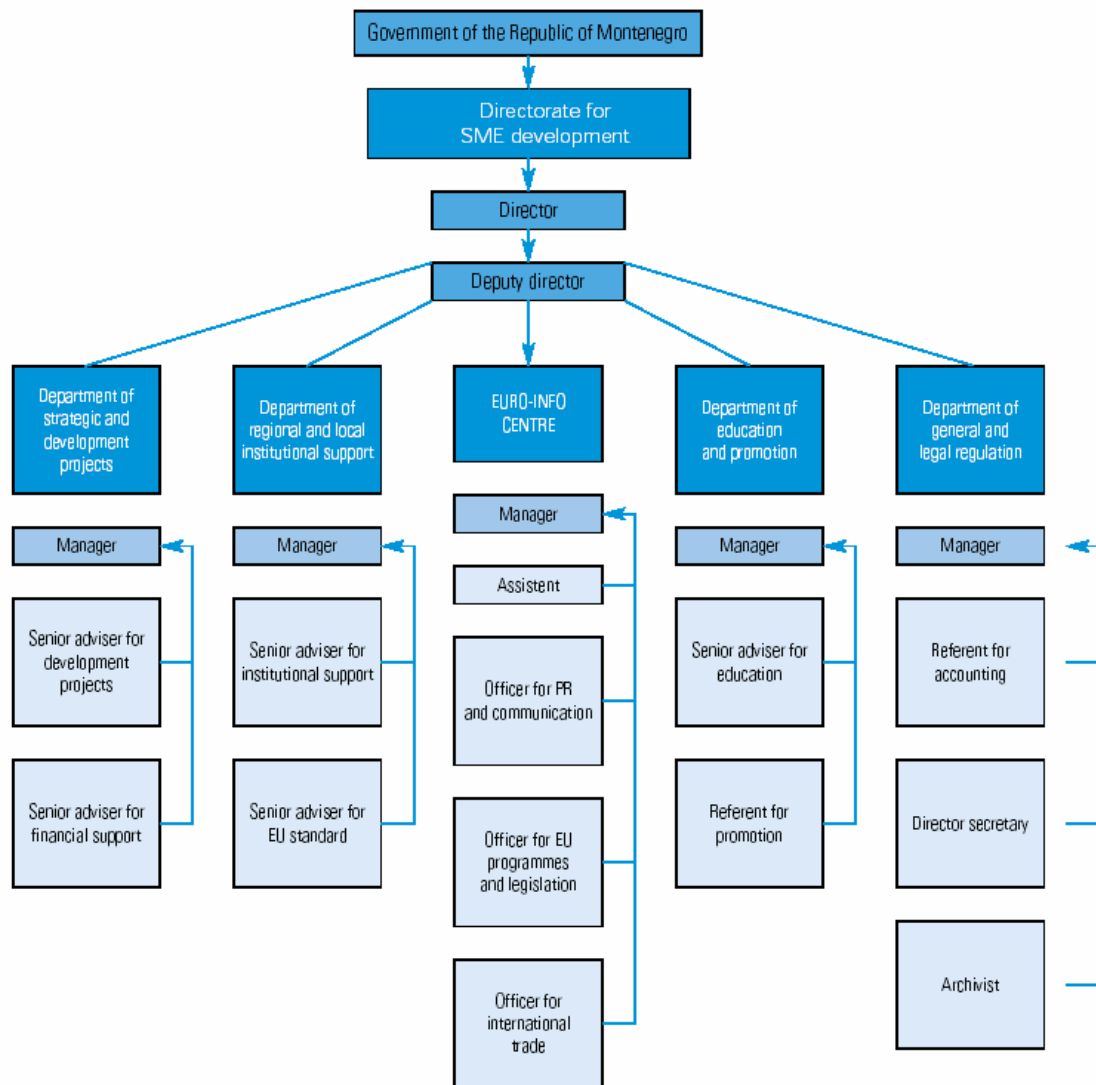 Government of the Republic of Montenegro
Directorate for
SME development
Director
Deputy director
Department of
strategic and
development
projects
Department of
regional and local
institutional support
EURO-INFO
CENTRE
Department of
education
and promotion
Department of
general and
legal regulation
Manager
Senior adviser for
development
projects
Senior adviser for
financial support
Manager
Senior adviser for
institutional support
Senior adviser for
EU standard
Manager
Assistent
Officer for PR
and communication
Officer for EU
programmes
and legislation
Officer for
international
trade
Manager
Senior adviser for
education
Referent for
promotion
Manager
Referent for
accounting
Director secretary
Archivist